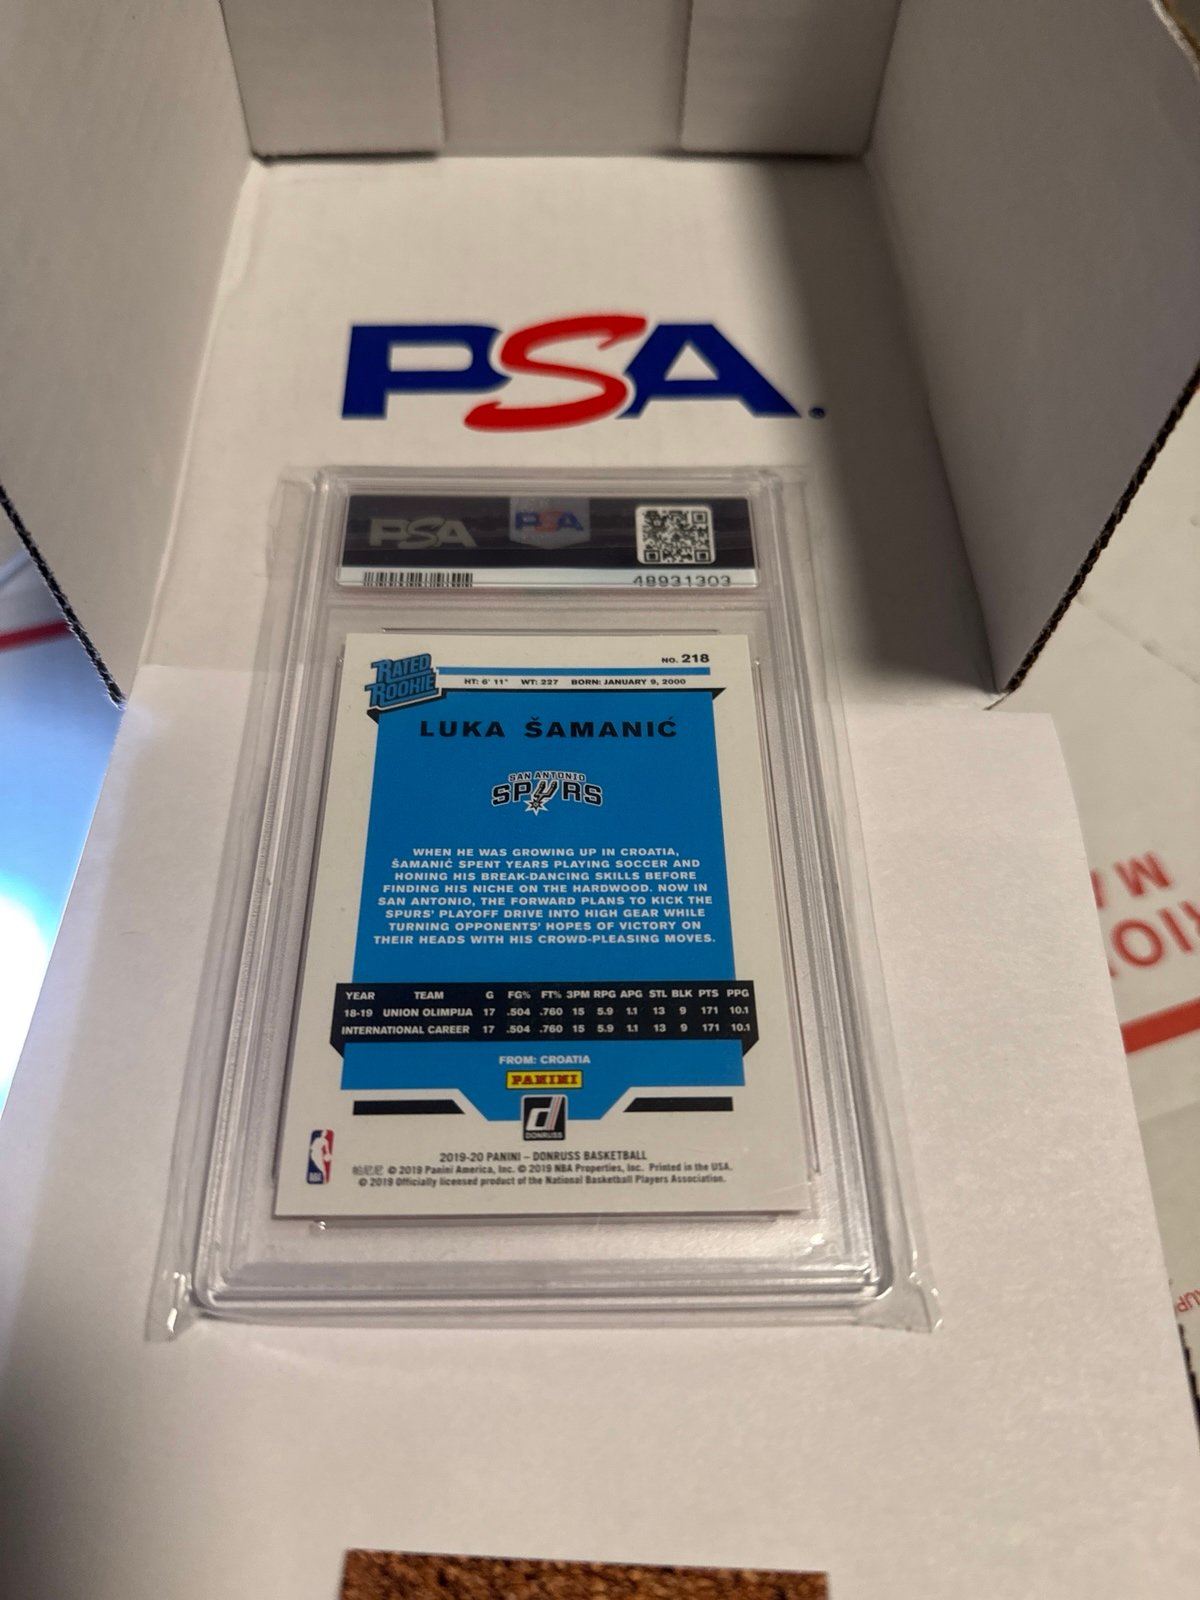 PSA®
PSA PSA
48931303
RATED
ROOKIE
NO. 218
HT: 6' 11" WT: 227 BORN: JANUARY 9, 2000
LUKA ŠAMANIĆ
SAN ANTONIO
SPURS
WHEN HE WAS GROWING UP IN CROATIA,
ŠAMANIĆ SPENT YEARS PLAYING SOCCER AND
HONING HIS BREAK-DANCING SKILLS BEFORE
FINDING HIS NICHE ON THE HARDWOOD. NOW IN
SAN ANTONIO, THE FORWARD PLANS TO KICK THE
SPURS' PLAYOFF DRIVE INTO HIGH GEAR WHILE
TURNING OPPONENTS' HOPES OF VICTORY ON
THEIR HEADS WITH HIS CROWD-PLEASING MOVES.
YEAR TEAM G FG% FT% 3PM RPG APG STL BLK PTS PPG
18-19 UNION OLIMPIJA 17 .504 .760 15 5.9 1.1 13 9 171 10.1
INTERNATIONAL CAREER 17 .504 .760 15 5.9 1.1 13 9 171 10.1
FROM: CROATIA
PANINI
d
DONRUSS
NBA
2019-20 PANINI – DONRUSS BASKETBALL
帕尼尼 © 2019 Panini America, Inc. © 2019 NBA Properties, Inc. Printed in the USA.
© 2019 Officially licensed product of the National Basketball Players Association.